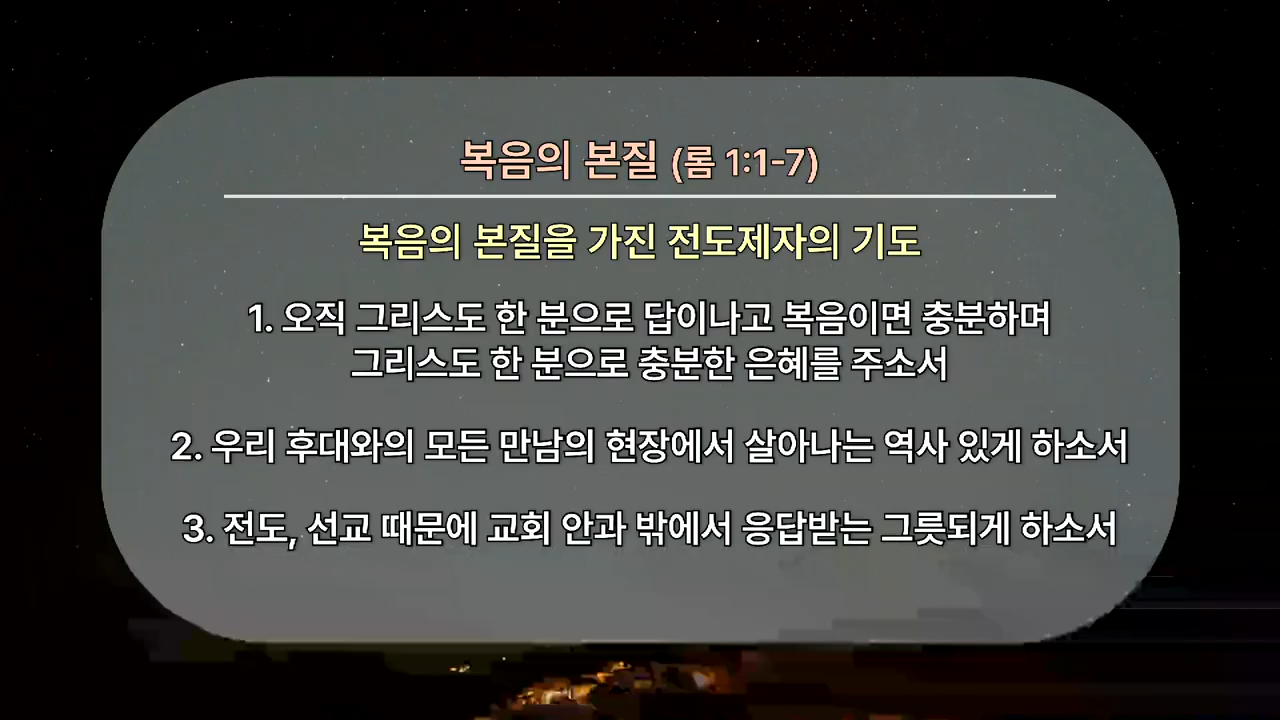 복음의 본질 (롬 1:1-7)
복음의 본질을 가진 전도제자의 기도
1. 오직 그리스도 한 분으로 답이나고 복음이면 충분하며
그리스도 한 분으로 충분한 은혜를 주소서
2. 우리 후대와의 모든 만남의 현장에서 살아나는 역사 있게 하소서
3. 전도, 선교 때문에 교회 안과 밖에서 응답받는 그릇되게 하소서